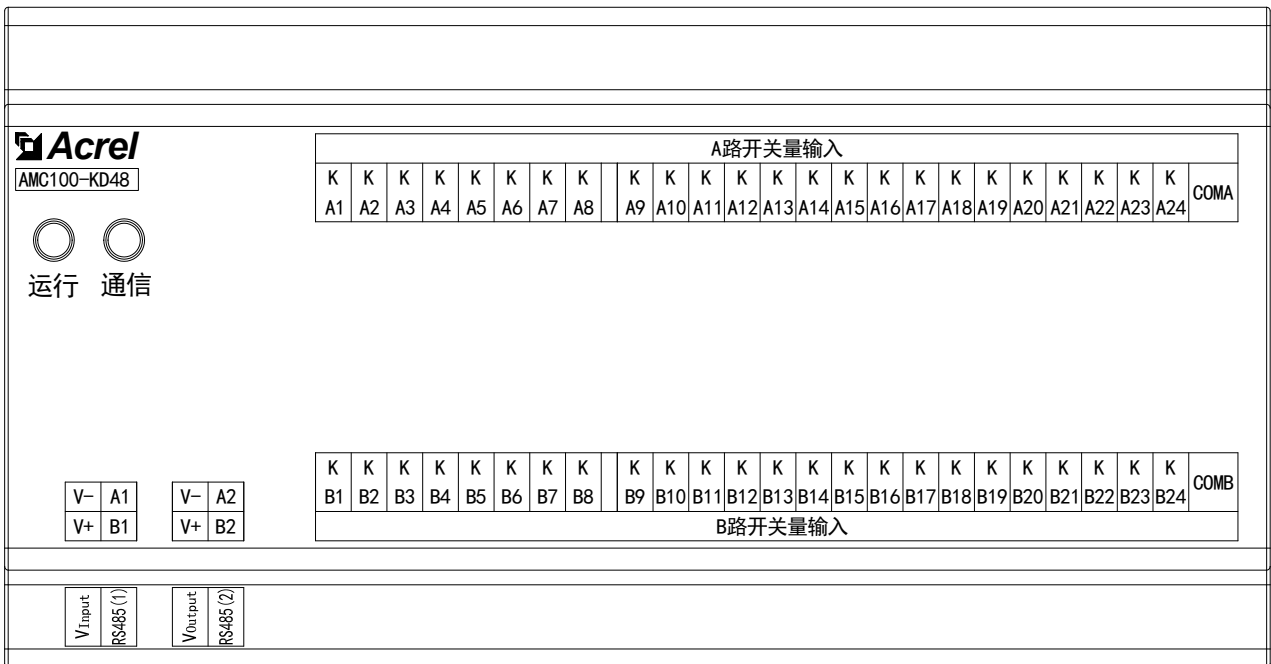 Acrel
AMC100-KD48
运行 通信
A路开关量输入
K K K K K K K K K K K K K K K K K K K K K K K K
A1 A2 A3 A4 A5 A6 A7 A8 A9 A10 A11 A12 A13 A14 A15 A16 A17 A18 A19 A20 A21 A22 A23 A24 COMA
K K K K K K K K K K K K K K K K K K K K K K K K
B1 B2 B3 B4 B5 B6 B7 B8 B9 B10 B11 B12 B13 B14 B15 B16 B17 B18 B19 B20 B21 B22 B23 B24 COMB
B路开关量输入
V- A1 V- A2
V+ B1 V+ B2
VInput RS485(1) VOutput RS485(2)